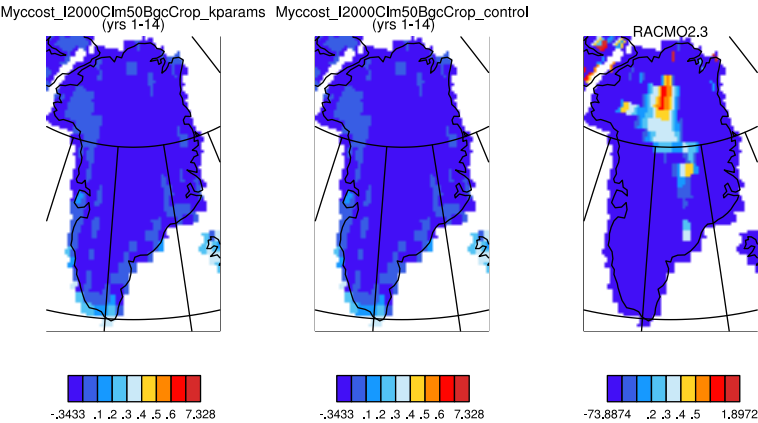 Myccost_I2000Clm50BgcCrop_kparams
(yrs 1-14)
Myccost_I2000Clm50BgcCrop_control
(yrs 1-14)
RACMO2.3
-.3433 .1 .2 .3 .4 .5 .6 7.328
-.3433 .1 .2 .3 .4 .5 .6 7.328
-73.8874 .2 .3 .4 .5 1.8972